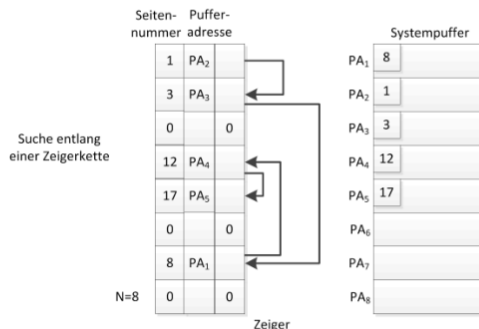 Seiten- Puffer-
nummer adresse
Systempuffer
1 PA₂
3 PA₃
0 0
12 PA₄
17 PA₅
0 0
8 PA₁
N=8 0 0
Suche entlang
einer Zeigerkette
Zeiger
PA₁ 8
PA₂ 1
PA₃ 3
PA₄ 12
PA₅ 17
PA₆
PA₇
PA₈